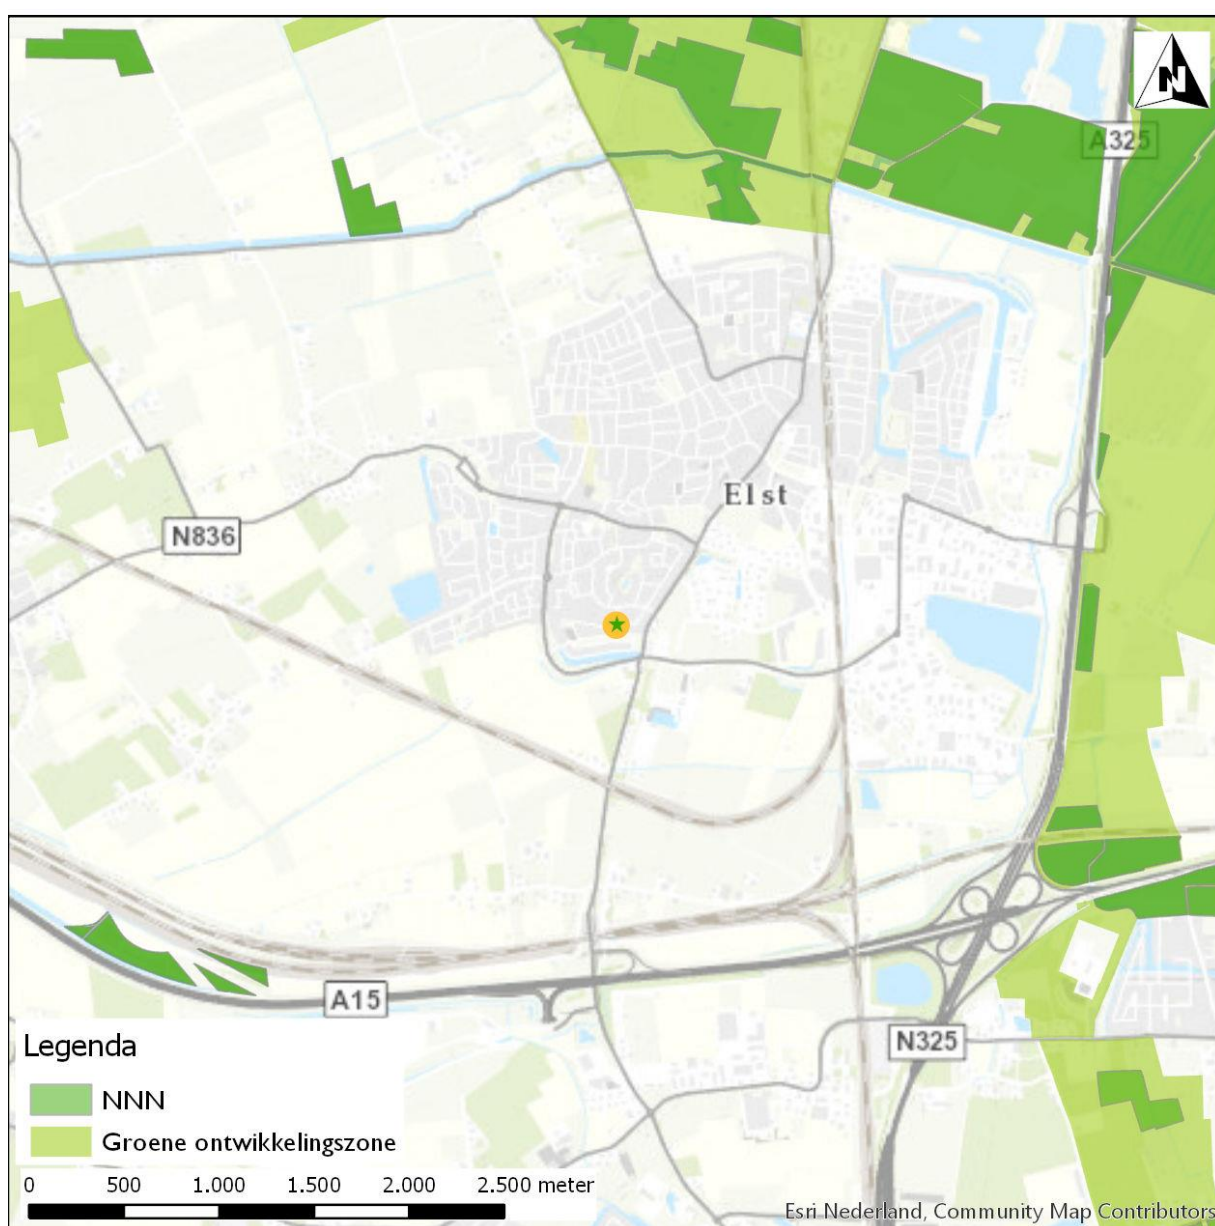 N
A325
Elst
N836
A15
N325
Legenda
NNN
Groene ontwikkelingszone
0 500 1.000 1.500 2.000 2.500 meter
Esri Nederland, Community Map Contributors